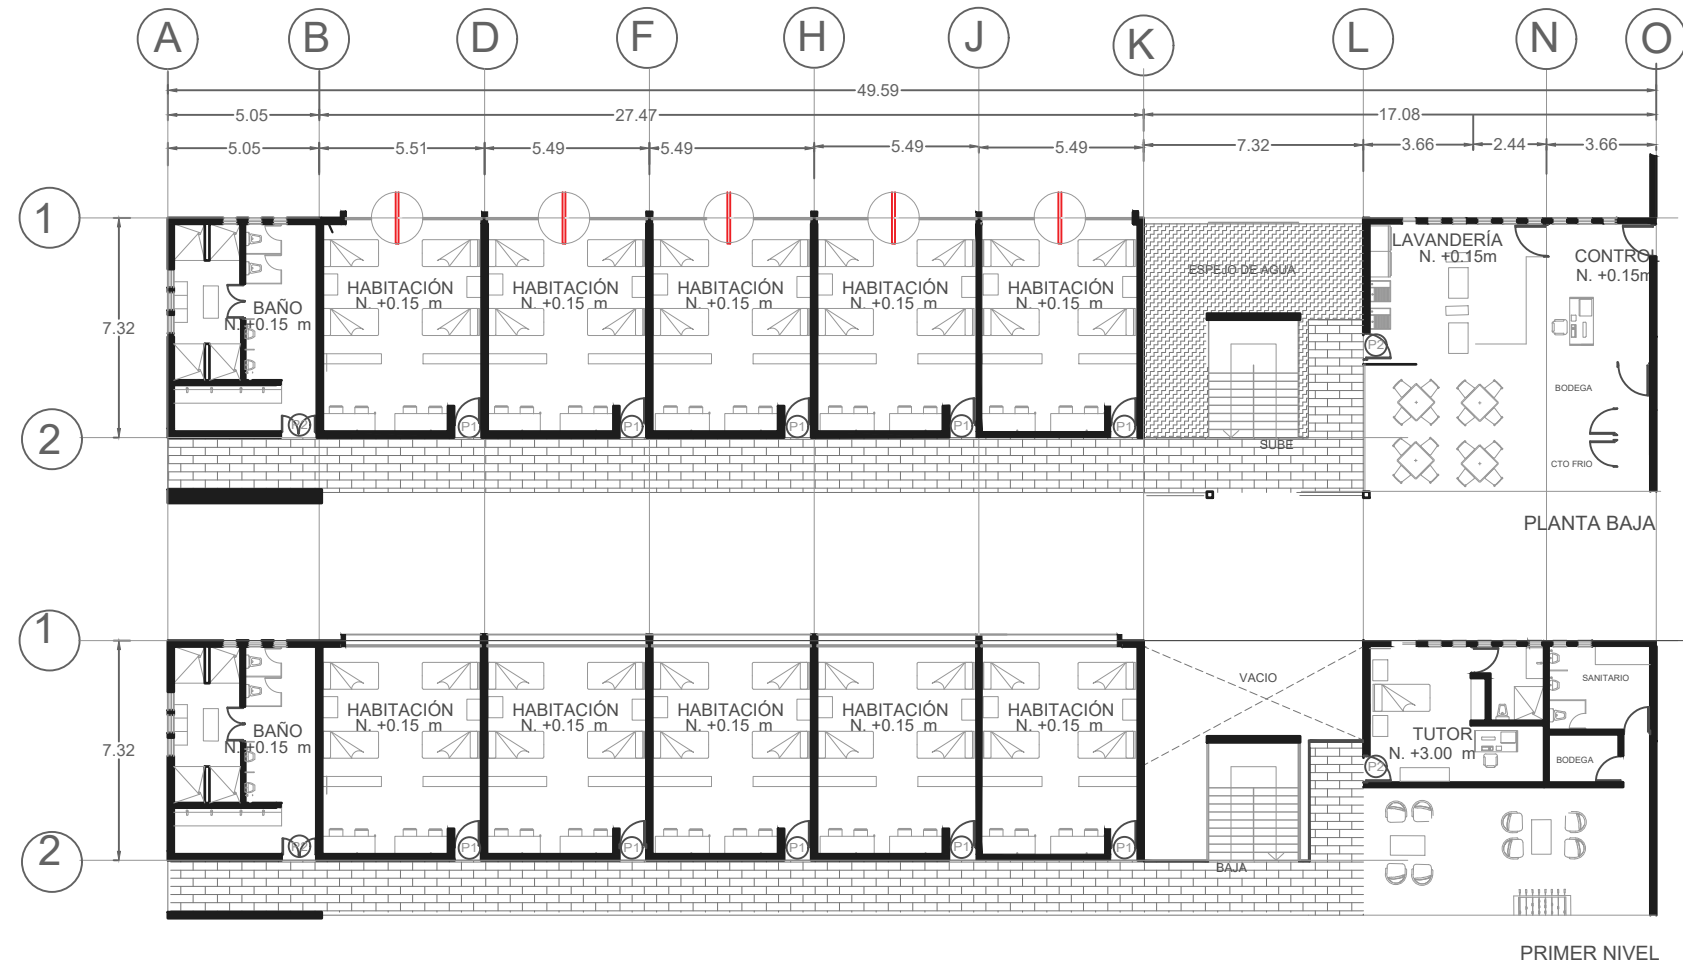 A B D F H J K L N O
49.59
5.05 27.47 17.08
5.05 5.51 5.49 5.49 5.49 5.49 7.32 3.66 2.44 3.66
1
LAVANDERÍA
N. +0.15m
CONTROL
N. +0.15m
ESPEJO DE AGUA
HABITACIÓN
N. +0.15 m
HABITACIÓN
N. +0.15 m
HABITACIÓN
N. +0.15 m
HABITACIÓN
N. +0.15 m
HABITACIÓN
N. +0.15 m
BAÑO
N. +0.15 m
7.32
P2
BODEGA
2
P2 P1 P1 P1 P1 P1
SUBE
CTO FRIO
PLANTA BAJA
1
VACIO
SANITARIO
HABITACIÓN
N. +0.15 m
HABITACIÓN
N. +0.15 m
HABITACIÓN
N. +0.15 m
HABITACIÓN
N. +0.15 m
HABITACIÓN
N. +0.15 m
BAÑO
N. +0.15 m
TUTOR
N. +3.00 m
7.32
BODEGA
P2
2
P2 P1 P1 P1 P1 P1
BAJA
PRIMER NIVEL